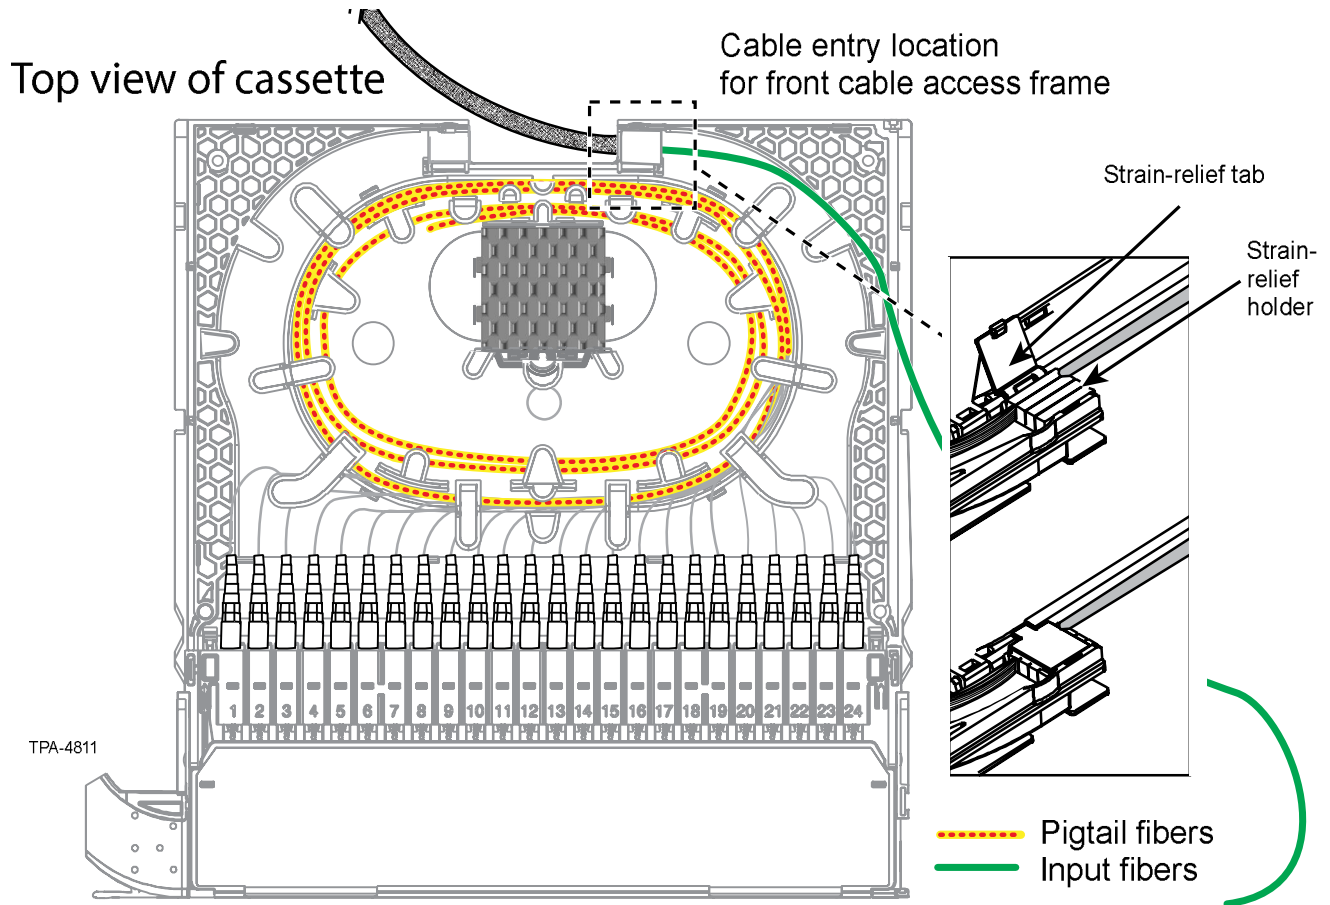 Top view of cassette
Cable entry location
for front cable access frame
Strain-relief tab
Strain-
relief
holder
1 2 3 4 5 6 7 8 9 10 11 12 13 14 15 16 17 18 19 20 21 22 23 24
TPA-4811
Pigtail fibers
Input fibers